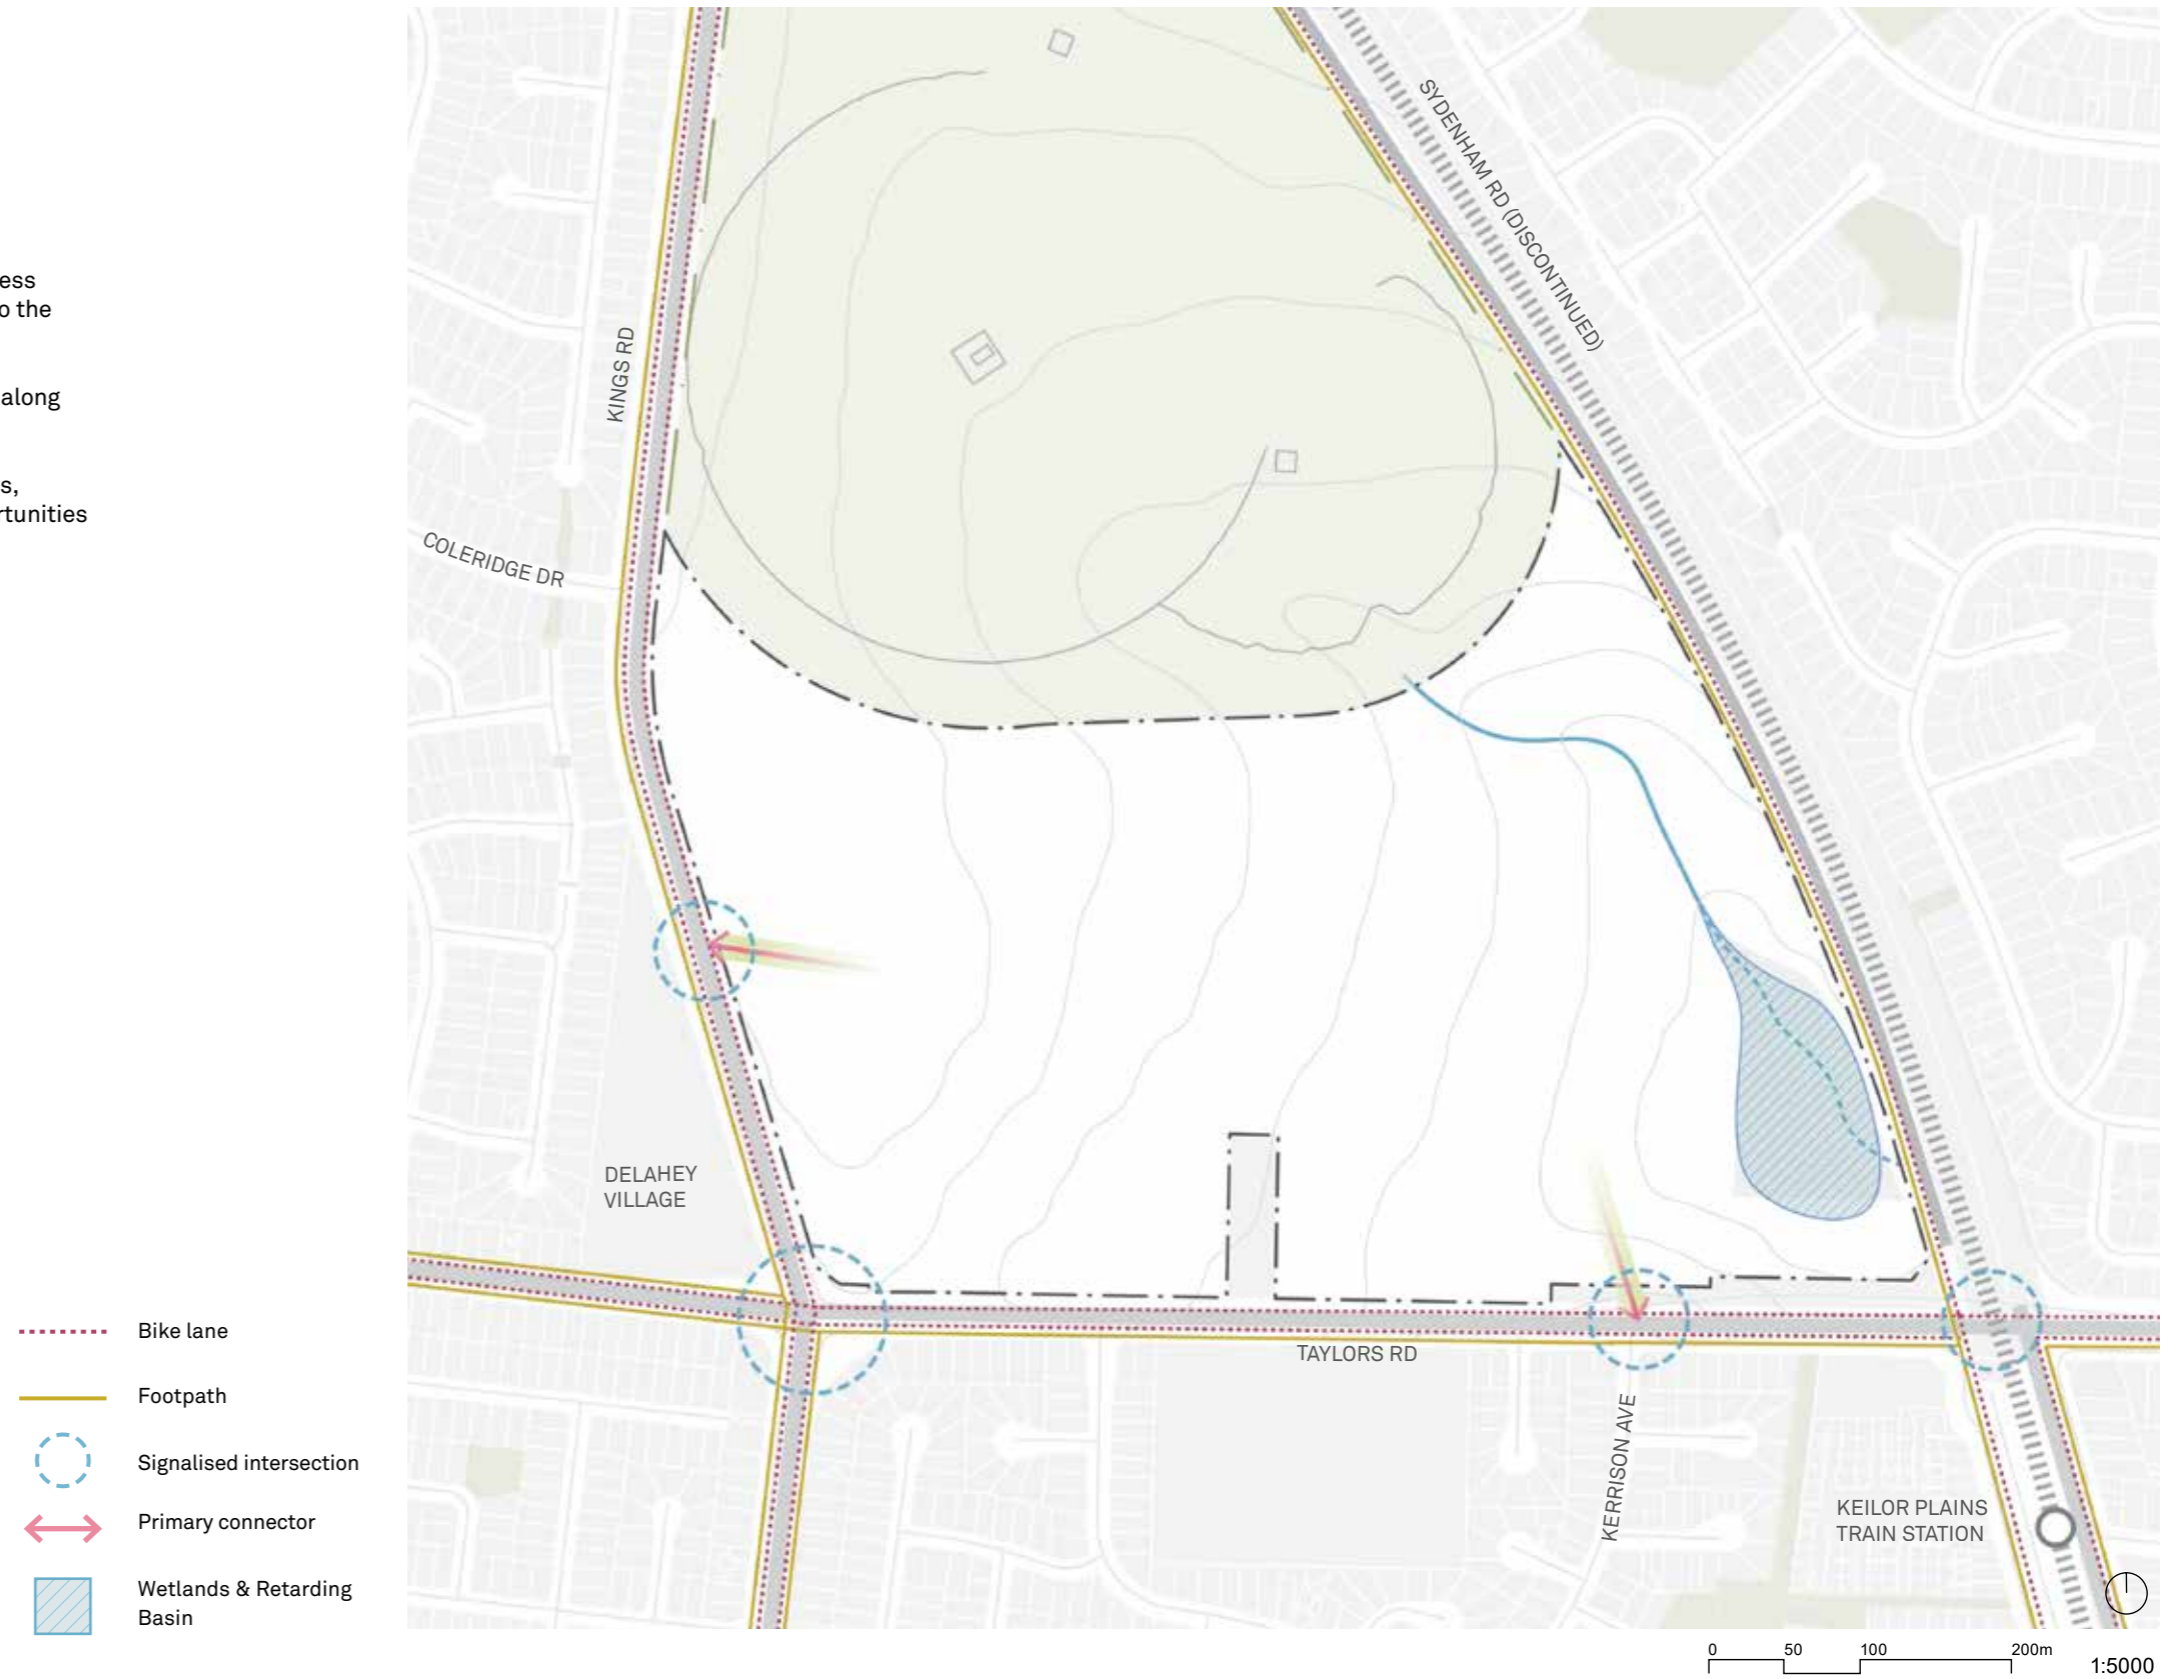 ess
o the
along
s,
rtunities
SYDENHAM RD (DISCONTINUED)
KINGS RD
COLERIDGE DR
DELAHEY
VILLAGE
TAYLORS RD
KERRISON AVE
KEILOR PLAINS
TRAIN STATION
Bike lane
Footpath
Signalised intersection
Primary connector
Wetlands & Retarding
Basin
0 50 100 200m
1:5000